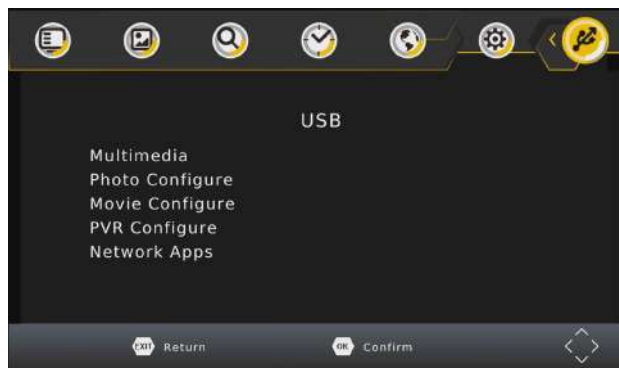 USB
Multimedia
Photo Configure
Movie Configure
PVR Configure
Network Apps
EXIT Return OK Confirm